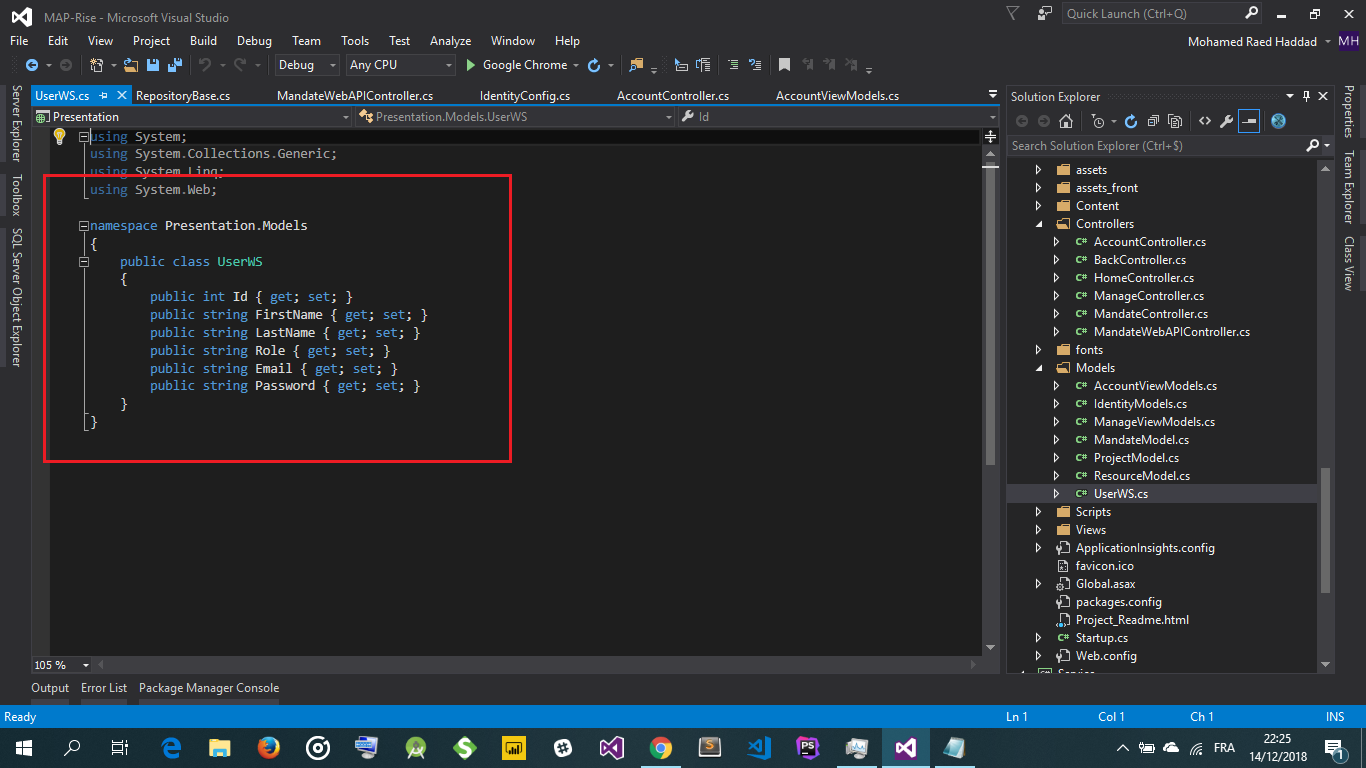 MAP-Rise - Microsoft Visual Studio
Quick Launch (Ctrl+Q)
File Edit View Project Build Debug Team Tools Test Analyze Window Help
Mohamed Raed Haddad MH
Debug Any CPU Google Chrome
UserWS.cs RepositoryBase.cs MandateWebAPIController.cs IdentityConfig.cs AccountController.cs AccountViewModels.cs
Presentation Presentation.Models.UserWS Id
using System;
using System.Collections.Generic;
using System.Linq;
using System.Web;
namespace Presentation.Models
{
public class UserWS
{
public int Id { get; set; }
public string FirstName { get; set; }
public string LastName { get; set; }
public string Role { get; set; }
public string Email { get; set; }
public string Password { get; set; }
}
}
105 %
Server Explorer
Toolbox
SQL Server Object Explorer
Solution Explorer
Search Solution Explorer (Ctrl+$)
assets
assets_front
Content
Controllers
C# AccountController.cs
C# BackController.cs
C# HomeController.cs
C# ManageController.cs
C# MandateController.cs
C# MandateWebAPIController.cs
fonts
Models
C# AccountViewModels.cs
C# IdentityModels.cs
C# ManageViewModels.cs
C# MandateModel.cs
C# ProjectModel.cs
C# ResourceModel.cs
C# UserWS.cs
Scripts
Views
ApplicationInsights.config
favicon.ico
Global.asax
packages.config
Project_Readme.html
C# Startup.cs
Web.config
Properties
Team Explorer
Class View
Output Error List Package Manager Console
Ready Ln 1 Col 1 Ch 1 INS
PS
FRA
22:25
14/12/2018
1